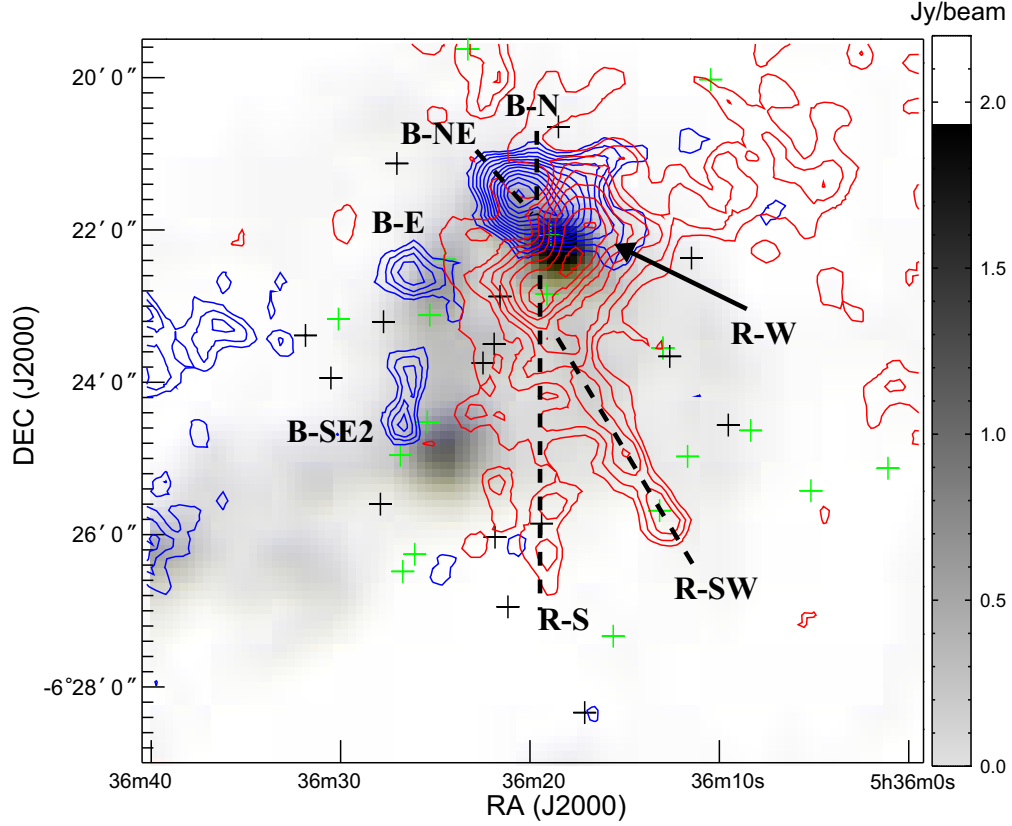 Jy/beam
20′ 0″
B-N
B-NE
2.0
22′ 0″
B-E
R-W
1.5
24′ 0″
B-SE2
1.0
26′ 0″
R-SW
R-S
0.5
-6°28′ 0″
0.0
36m40
36m30
36m20
36m10s
5h36m0s
RA (J2000)
DEC (J2000)